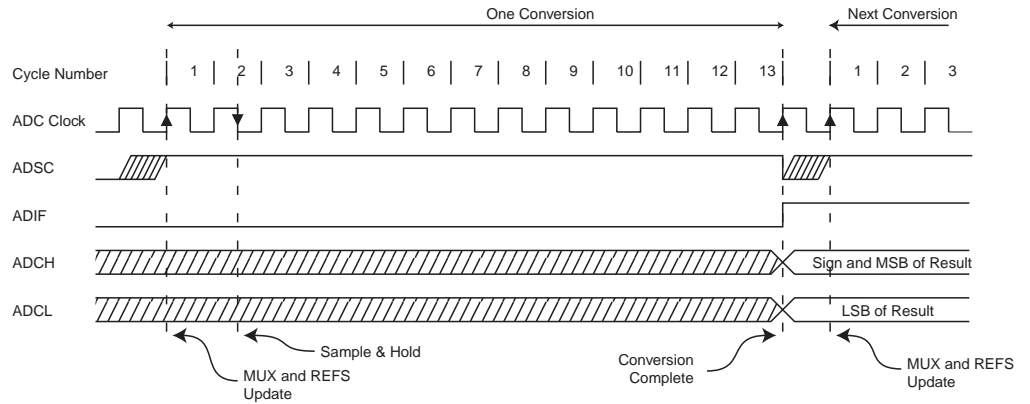 One Conversion
Next Conversion
Cycle Number
1 2 3 4 5 6 7 8 9 10 11 12 13 1 2 3
ADC Clock
ADSC
ADIF
ADCH
Sign and MSB of Result
ADCL
LSB of Result
MUX and REFS
Update
Sample & Hold
Conversion
Complete
MUX and REFS
Update